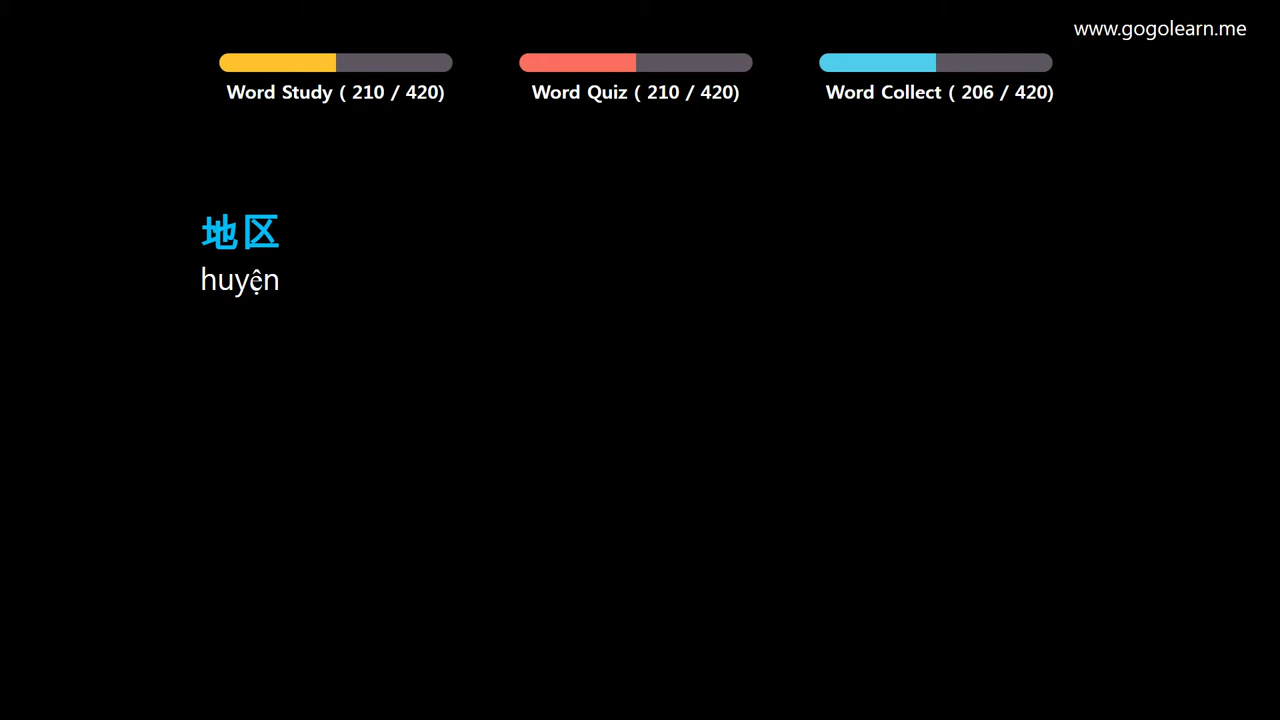 www.gogolearn.me
Word Study ( 210 / 420)
Word Quiz ( 210 / 420)
Word Collect ( 206 / 420)
地区
huyện